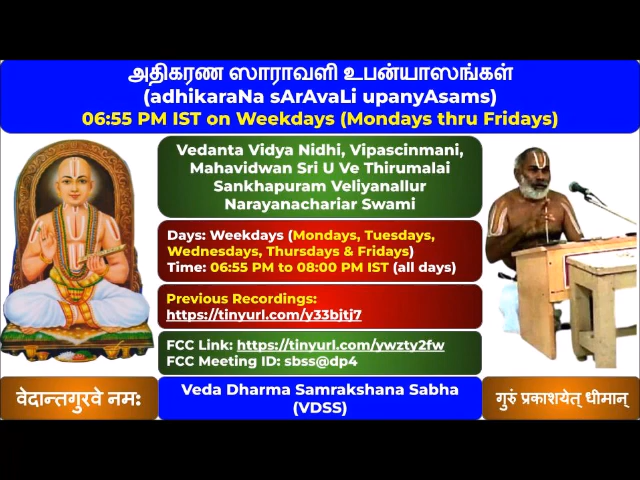 அதிகரண ஸாராவளி உபன்யாஸங்கள்
(adhikaraNa sArAvaLi upanyAsams)
06:55 PM IST on Weekdays (Mondays thru Fridays)
Vedanta Vidya Nidhi, Vipascinmani,
Mahavidwan Sri U Ve Thirumalai
Sankhapuram Veliyanallur
Narayanachariar Swami
Days: Weekdays (Mondays, Tuesdays,
Wednesdays, Thursdays & Fridays)
Time: 06:55 PM to 08:00 PM IST (all days)
Previous Recordings:
https://tinyurl.com/y33bjtj7
FCC Link: https://tinyurl.com/ywzty2fw
FCC Meeting ID: sbss@dp4
वेदान्तगुरवे नमः
Veda Dharma Samrakshana Sabha
(VDSS)
गुरुं प्रकाशयेत् धीमान्